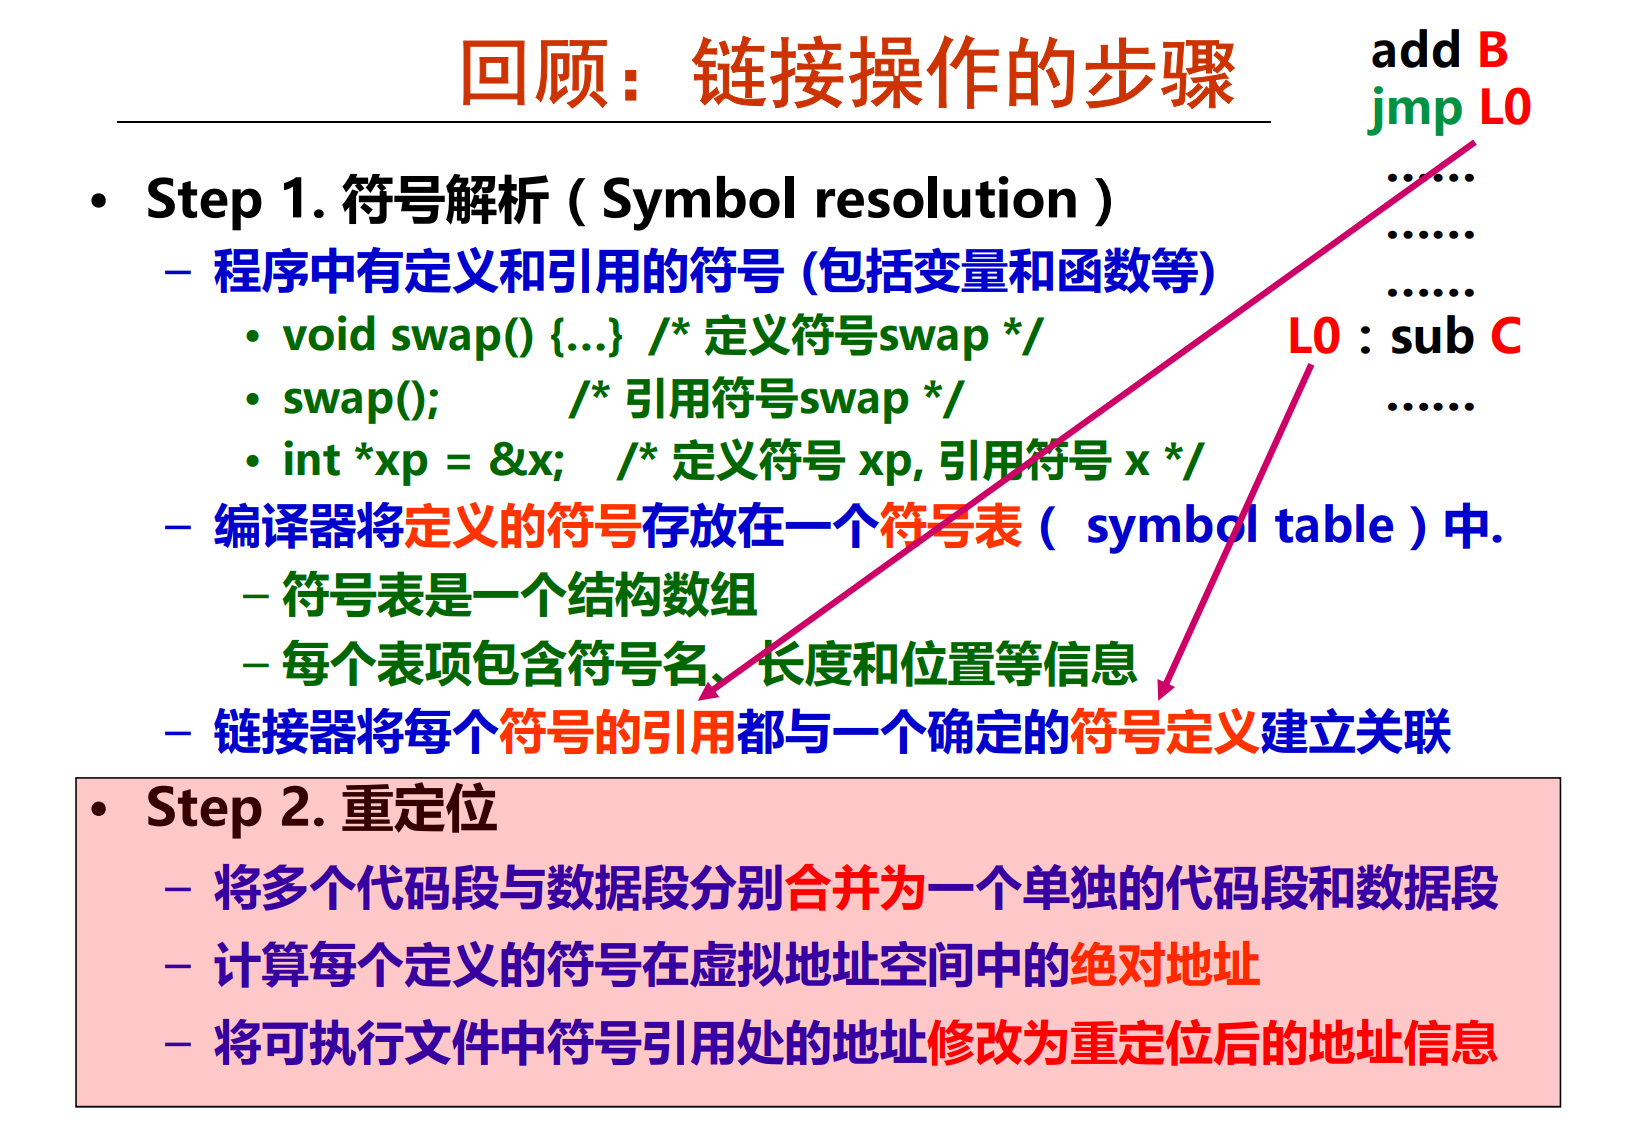 回顾：链接操作的步骤
add B
jmp L0
……
……
……
L0：sub C
……
• Step 1. 符号解析（Symbol resolution）
– 程序中有定义和引用的符号 (包括变量和函数等)
• void swap() {…} /* 定义符号swap */
• swap(); /* 引用符号swap */
• int *xp = &x; /* 定义符号 xp, 引用符号 x */
– 编译器将定义的符号存放在一个符号表（ symbol table）中.
– 符号表是一个结构数组
– 每个表项包含符号名、长度和位置等信息
– 链接器将每个符号的引用都与一个确定的符号定义建立关联
• Step 2. 重定位
– 将多个代码段与数据段分别合并为一个单独的代码段和数据段
– 计算每个定义的符号在虚拟地址空间中的绝对地址
– 将可执行文件中符号引用处的地址修改为重定位后的地址信息